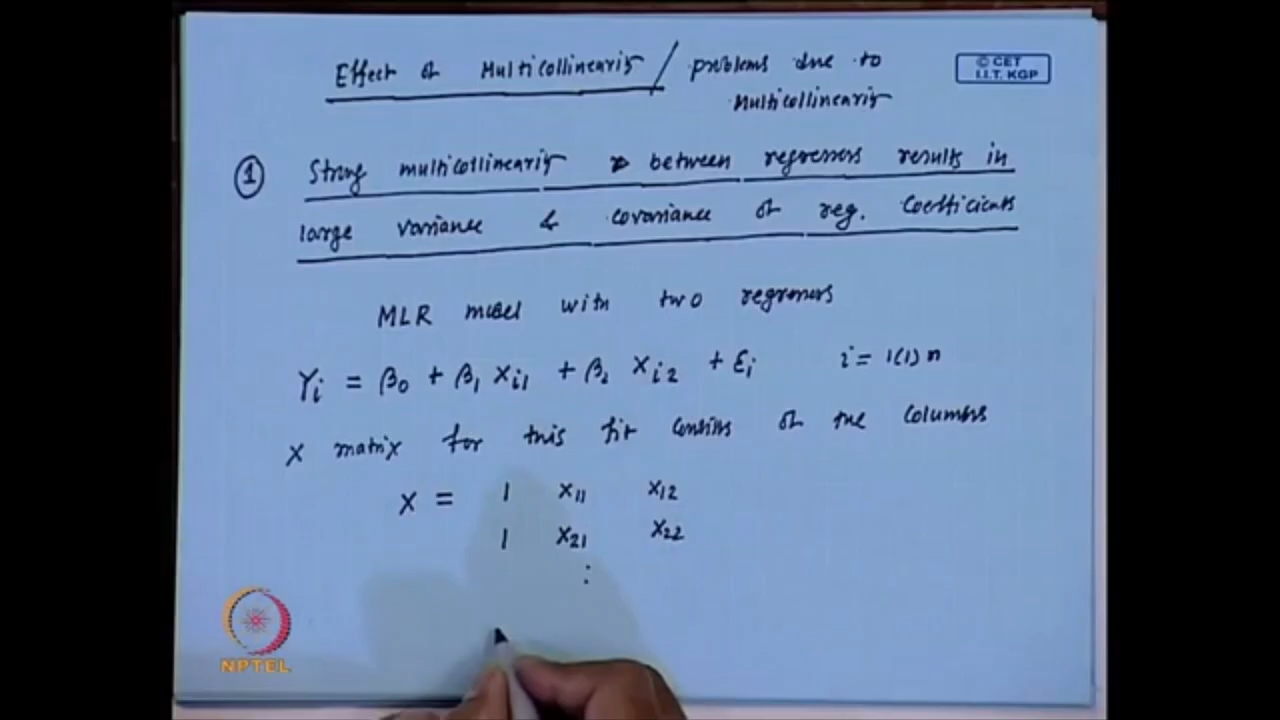 Effect of Multicollinearity / problems due to
Multicollinearity
© CET
I.I.T. KGP
① Strong multicollinearity between regressors results in
large variance & covariance of reg. coefficients
MLR model with two regressors
Yi = β0 + β1 Xi1 + β2 Xi2 + εi i = 1(1) n
X matrix for this fit consists of the columns
X = 1 X11 X12
1 X21 X22
:
NPTEL